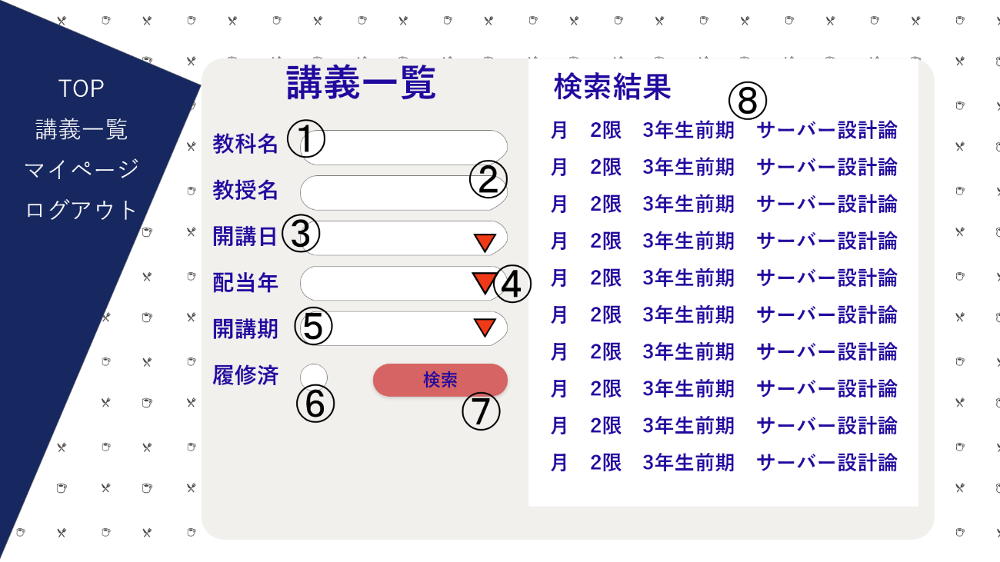 TOP
講義一覧
マイページ
ログアウト
講義一覧
教科名 ①
教授名 ②
開講日 ③
配当年 ④
開講期 ⑤
履修済 ⑥
検索 ⑦
検索結果 ⑧
月 2限 3年生前期 サーバー設計論
月 2限 3年生前期 サーバー設計論
月 2限 3年生前期 サーバー設計論
月 2限 3年生前期 サーバー設計論
月 2限 3年生前期 サーバー設計論
月 2限 3年生前期 サーバー設計論
月 2限 3年生前期 サーバー設計論
月 2限 3年生前期 サーバー設計論
月 2限 3年生前期 サーバー設計論
月 2限 3年生前期 サーバー設計論